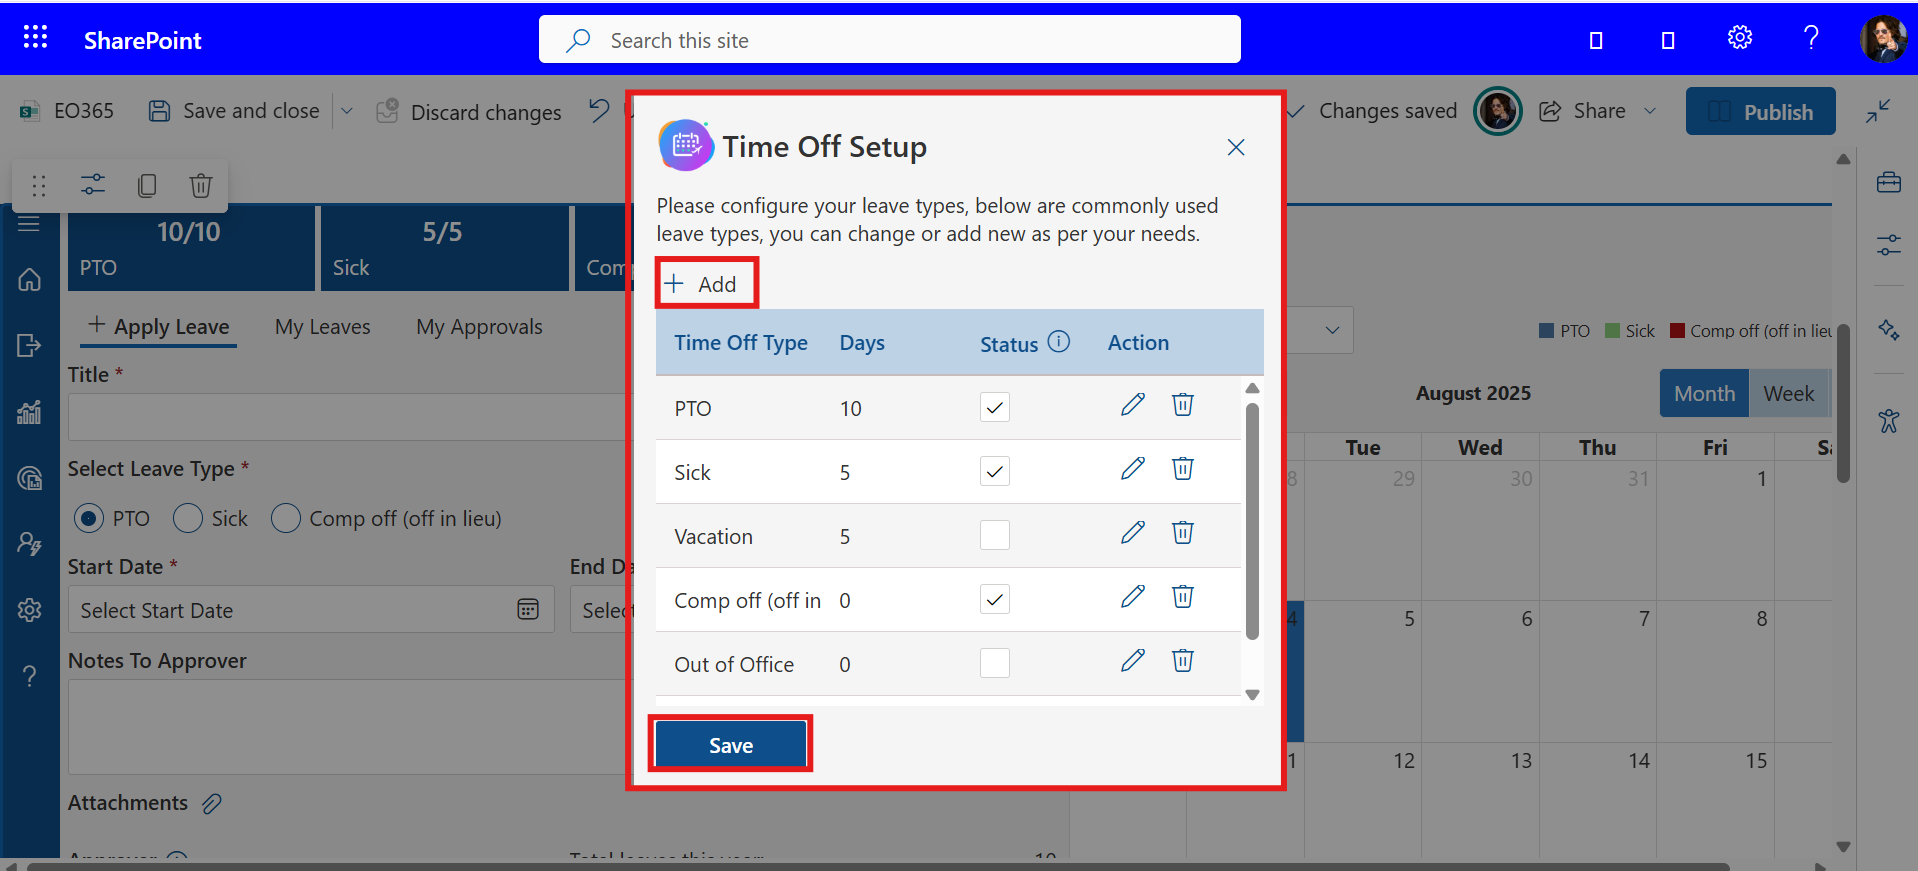 SharePoint
Search this site
EO365
Save and close
Discard changes
Changes saved
Share
Publish
Time Off Setup
Please configure your leave types, below are commonly used
leave types, you can change or add new as per your needs.
+ Add
Time Off Type Days Status Action
PTO 10
Sick 5
Vacation 5
Comp off (off in 0
Out of Office 0
Save
10/10
PTO
5/5
Sick
+ Apply Leave
My Leaves
My Approvals
Title *
Select Leave Type *
PTO Sick Comp off (off in lieu)
Start Date *
End Da
Select Start Date
Selec
Notes To Approver
Attachments
PTO Sick Comp off (off in lieu
August 2025
Month Week
Tue Wed Thu Fri
8 29 30 31 1
4 5 6 7 8
1 12 13 14 15